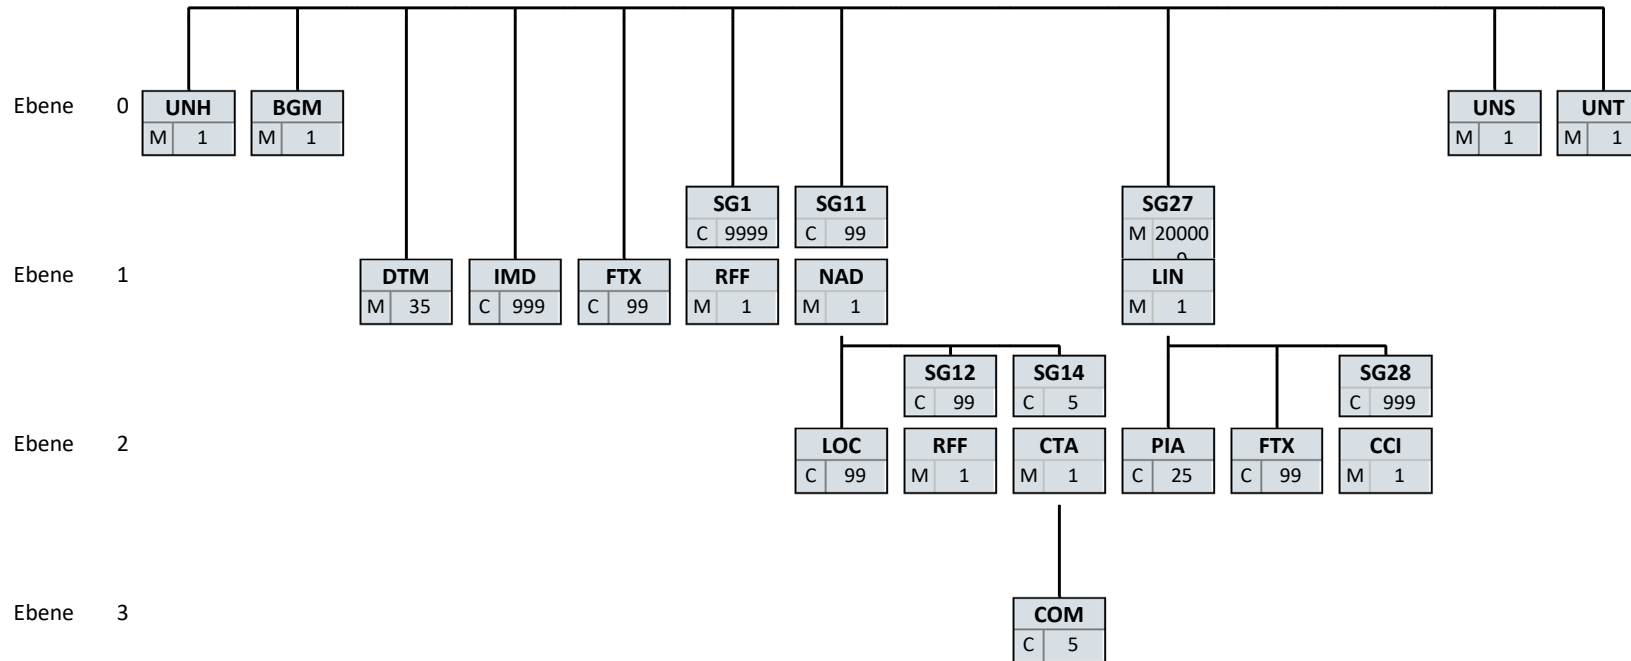 Ebene 0 UNH BGM UNS UNT
M 1 M 1 M 1 M 1
SG1 SG11 SG27
C 9999 C 99 M 20000
Ebene 1 DTM IMD FTX RFF NAD LIN
M 35 C 999 C 99 M 1 M 1 M 1
SG12 SG14 SG28
C 99 C 5 C 999
Ebene 2 LOC RFF CTA PIA FTX CCI
C 99 M 1 M 1 C 25 C 99 M 1
Ebene 3 COM
C 5